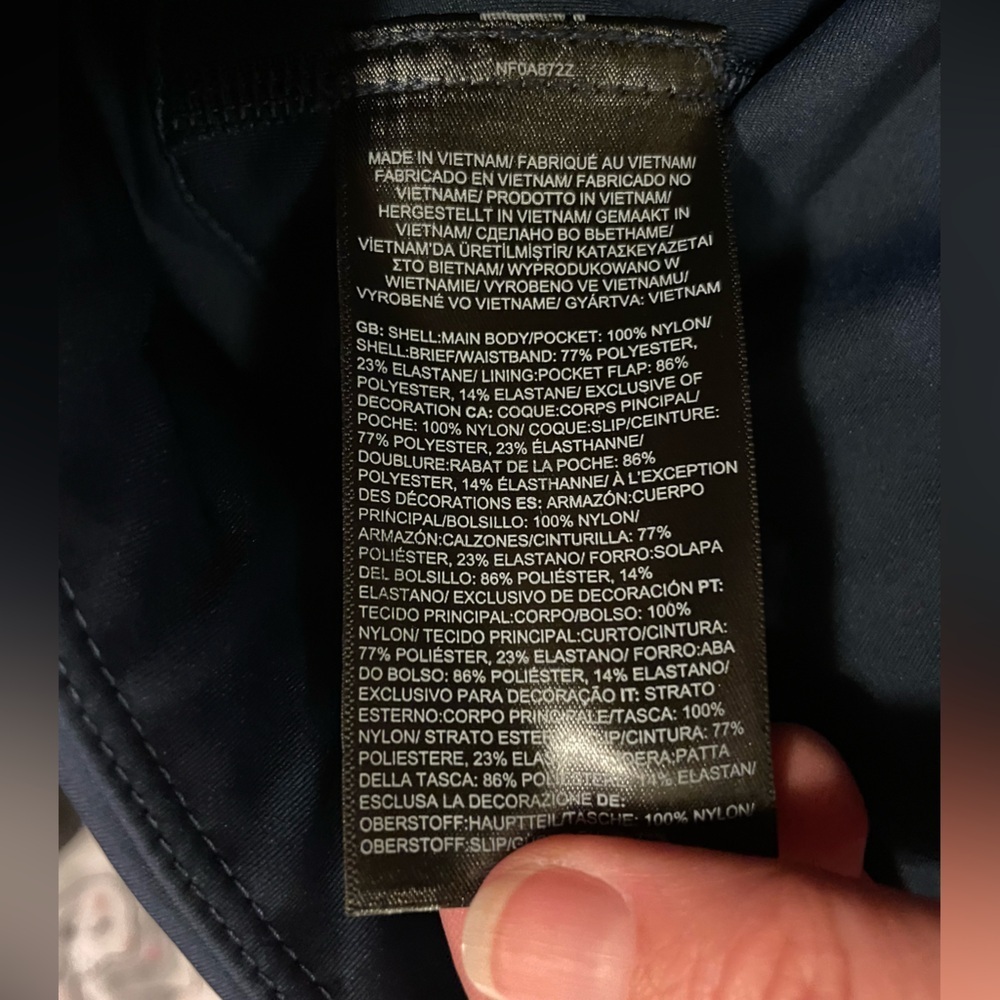 NF0A872Z
MADE IN VIETNAM/ FABRIQUÉ AU VIETNAM/
FABRICADO EN VIETNAM/ FABRICADO NO
VIETNAME/ PRODOTTO IN VIETNAM/
HERGESTELLT IN VIETNAM/ GEMAAKT IN
VIETNAM/ СДЕЛАНО ВО ВЬЕТНАМЕ/
VİETNAM'DA ÜRETİLMİŞTİR/ ΚΑΤΑΣΚΕΥΑΖΕΤΑΙ
ΣΤΟ ΒΙΕΤΝΑΜ/ WYPRODUKOWANO W
WIETNAMIE/ VYROBENO VE VIETNAMU/
VYROBENÉ VO VIETNAME/ GYÁRTVA: VIETNAM
GB: SHELL:MAIN BODY/POCKET: 100% NYLON/
SHELL:BRIEF/WAISTBAND: 77% POLYESTER,
23% ELASTANE/ LINING:POCKET FLAP: 86%
POLYESTER, 14% ELASTANE/ EXCLUSIVE OF
DECORATION CA: COQUE:CORPS PINCIPAL/
POCHE: 100% NYLON/ COQUE:SLIP/CEINTURE:
77% POLYESTER, 23% ÉLASTHANNE/
DOUBLURE:RABAT DE LA POCHE: 86%
POLYESTER, 14% ÉLASTHANNE/ À L'EXCEPTION
DES DÉCORATIONS ES: ARMAZÓN:CUERPO
PRINCIPAL/BOLSILLO: 100% NYLON/
ARMAZÓN:CALZONES/CINTURILLA: 77%
POLIÉSTER, 23% ELASTANO/ FORRO:SOLAPA
DEL BOLSILLO: 86% POLIÉSTER, 14%
ELASTANO/ EXCLUSIVO DE DECORACIÓN PT:
TECIDO PRINCIPAL:CORPO/BOLSO: 100%
NYLON/ TECIDO PRINCIPAL:CURTO/CINTURA:
77% POLIÉSTER, 23% ELASTANO/ FORRO:ABA
DO BOLSO: 86% POLIÉSTER, 14% ELASTANO/
EXCLUSIVO PARA DECORAÇÃO IT: STRATO
ESTERNO:CORPO PRINCIPALE/TASCA: 100%
NYLON/ STRATO CINTURA: 77%
POLIESTERE, 23% PATTA
DELLA TASCA: 86% 14% ELASTAN/
ESCLUSA LA DECORAZIONE DE:
OBERSTOFF:HAUPTTEIL/TASCHE: 100% NYLON/
OBERSTOFF:SLIP/